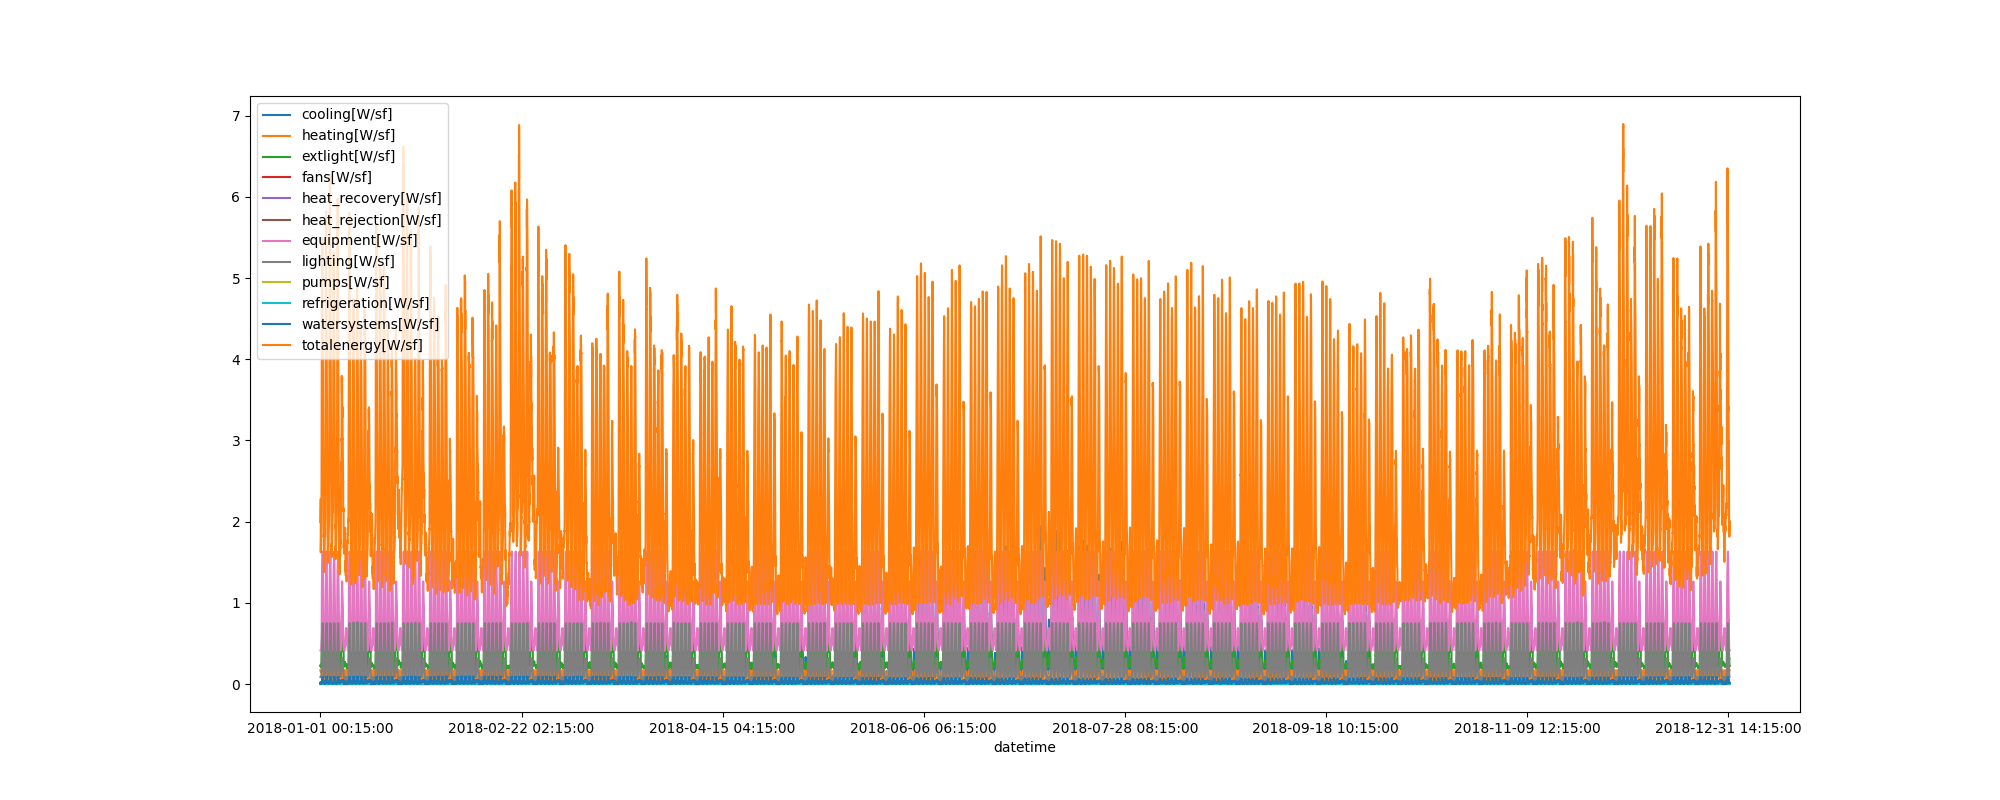 7
6
5
4
3
2
1
0
cooling[W/sf]
heating[W/sf]
extlight[W/sf]
fans[W/sf]
heat_recovery[W/sf]
heat_rejection[W/sf]
equipment[W/sf]
lighting[W/sf]
pumps[W/sf]
refrigeration[W/sf]
watersystems[W/sf]
totalenergy[W/sf]
2018-01-01 00:15:00 2018-02-22 02:15:00 2018-04-15 04:15:00 2018-06-06 06:15:00 2018-07-28 08:15:00 2018-09-18 10:15:00 2018-11-09 12:15:00 2018-12-31 14:15:00
datetime